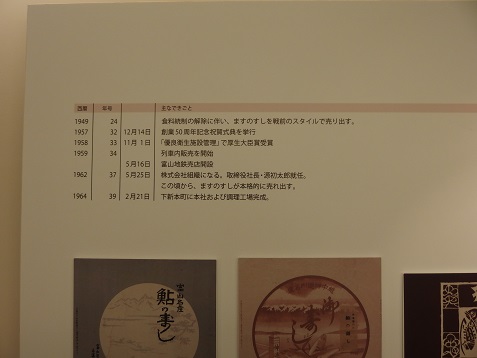 西暦 年号 主なできごと
1949 24 食料統制の解除に伴い、ますのすしを戦前のスタイルで売り出す。
1957 32 12月14日 創業50周年記念祝賀式典を挙行
1958 33 11月 1日 「優良衛生施設管理」で厚生大臣賞受賞
1959 34 列車内販売を開始
5月16日 富山地鉄売店開設
1962 37 5月25日 株式会社組織になる。取締役社長・源初太郎就任。
この頃から、ますのすしが本格的に売れ出す。
1964 39 2月21日 下新本町に本社および調理工場完成。
富山名産
鮎のすし
御
すし